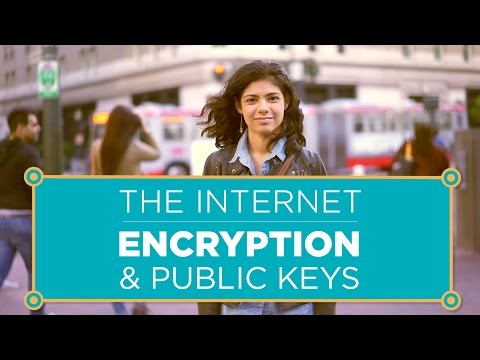 THE INTERNET
ENCRYPTION
& PUBLIC KEYS